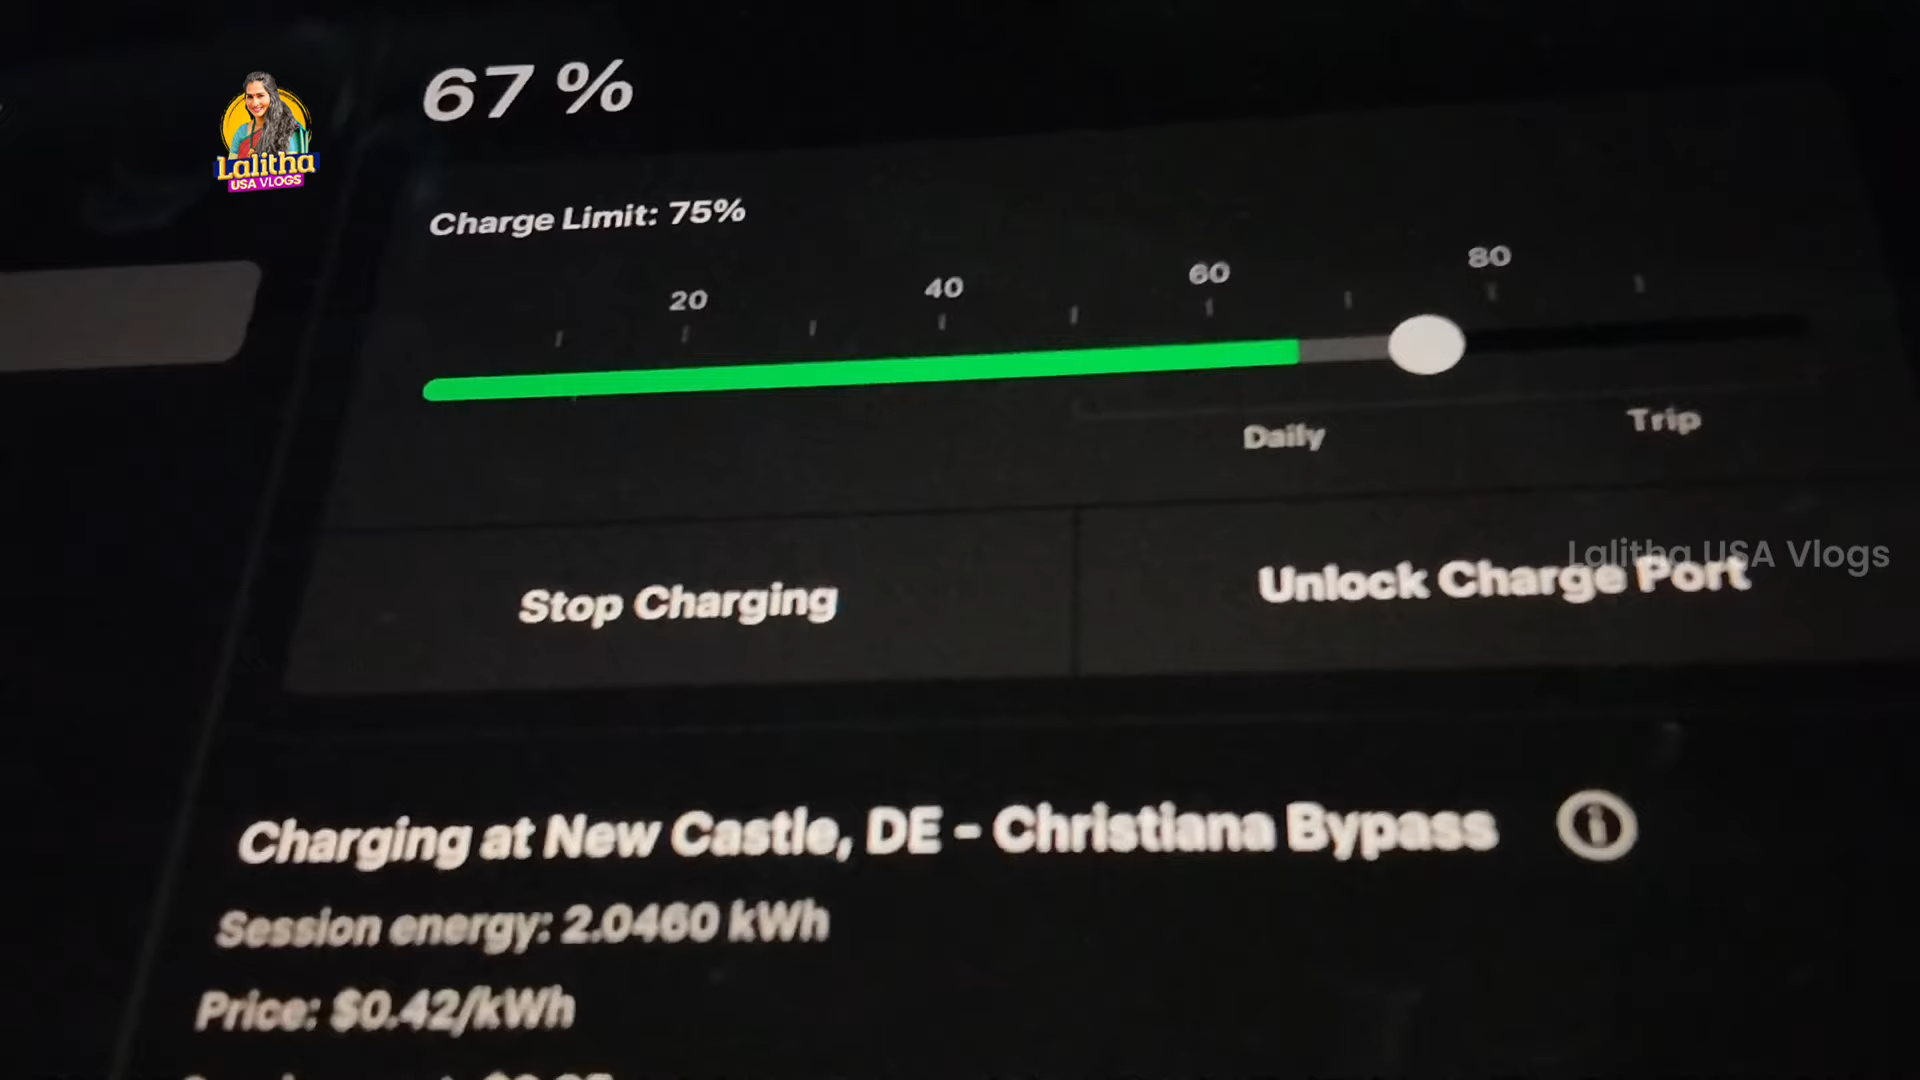 67 %
Lalitha
USA VLOGS
Charge Limit: 75%
20 40 60 80
Daily Trip
Stop Charging Unlock Charge Port
Lalitha USA Vlogs
Charging at New Castle, DE - Christiana Bypass
Session energy: 2.0460 kWh
Price: $0.42/kWh